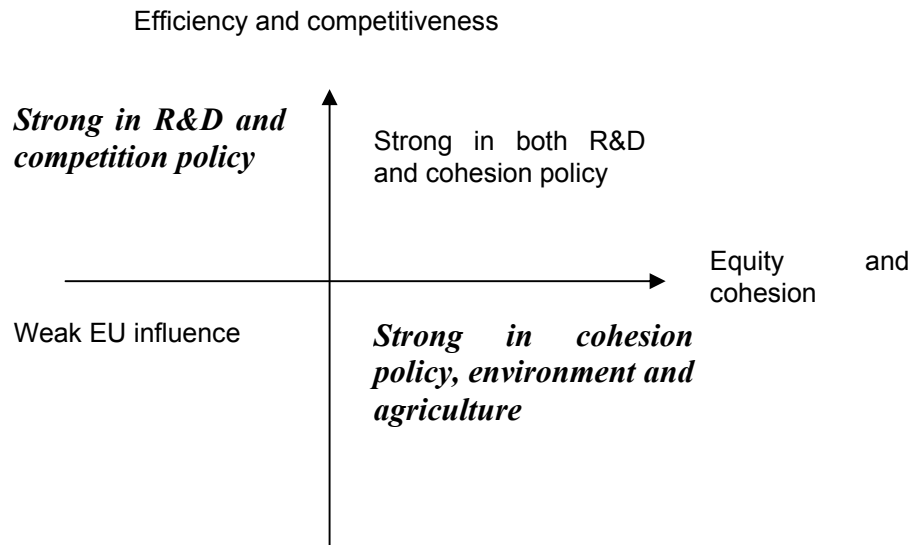 Efficiency and competitiveness
Strong in R&D and
competition policy
Strong in both R&D
and cohesion policy
Equity and
cohesion
Weak EU influence
Strong in cohesion
policy, environment and
agriculture